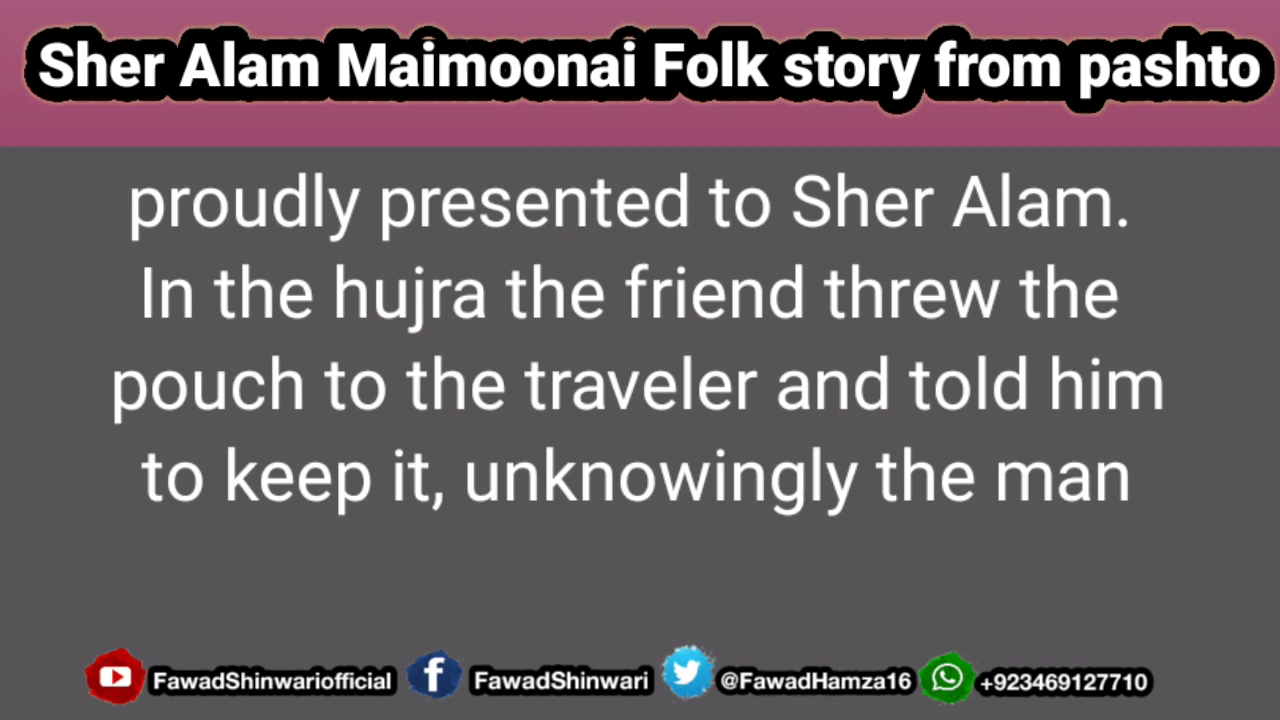 Sher Alam Maimoonai Folk story from pashto
proudly presented to Sher Alam.
In the hujra the friend threw the
pouch to the traveler and told him
to keep it, unknowingly the man
FawadShinwariofficial FawadShinwari @FawadHamza16 +923469127710